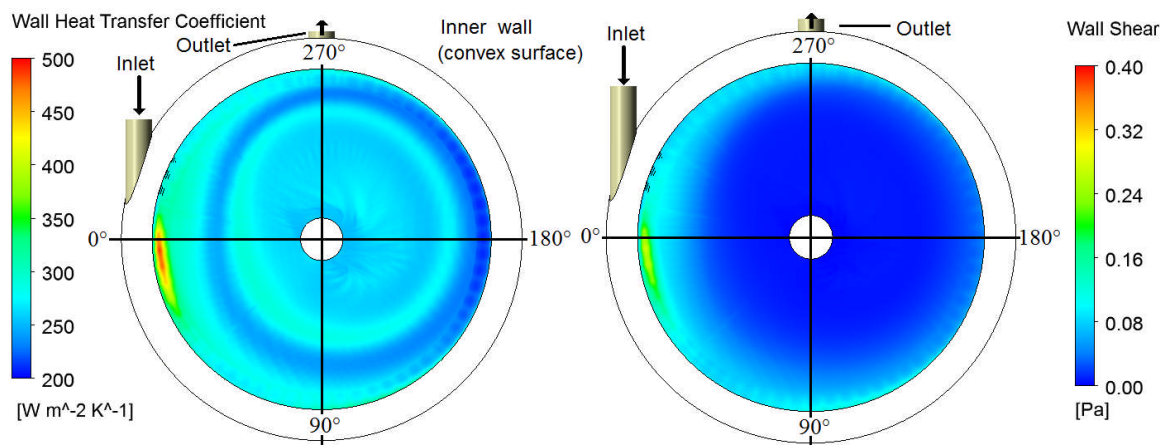 Wall Heat Transfer Coefficient
Outlet
Inlet
Inner wall
(convex surface)
Inlet
Outlet
Wall Shear
270°
270°
500
450
400
350
300
250
200
[W m^-2 K^-1]
0°
180°
90°
0°
180°
90°
0.40
0.32
0.24
0.16
0.08
0.00
[Pa]